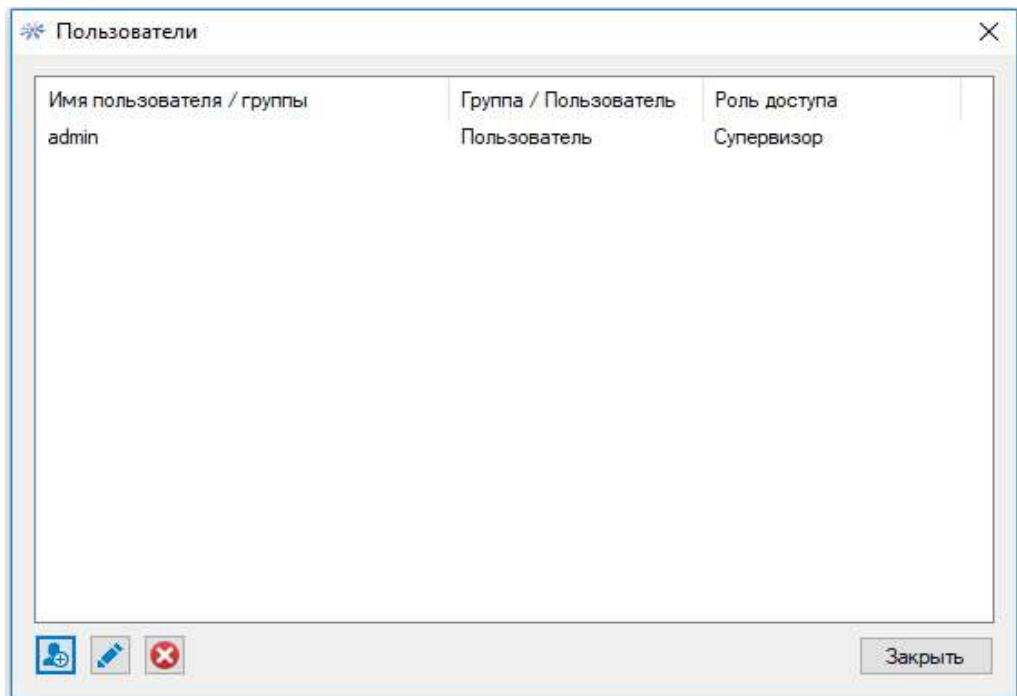 Пользователи
Имя пользователя / группы Группа / Пользователь Роль доступа
admin Пользователь Супервизор
Закрыть